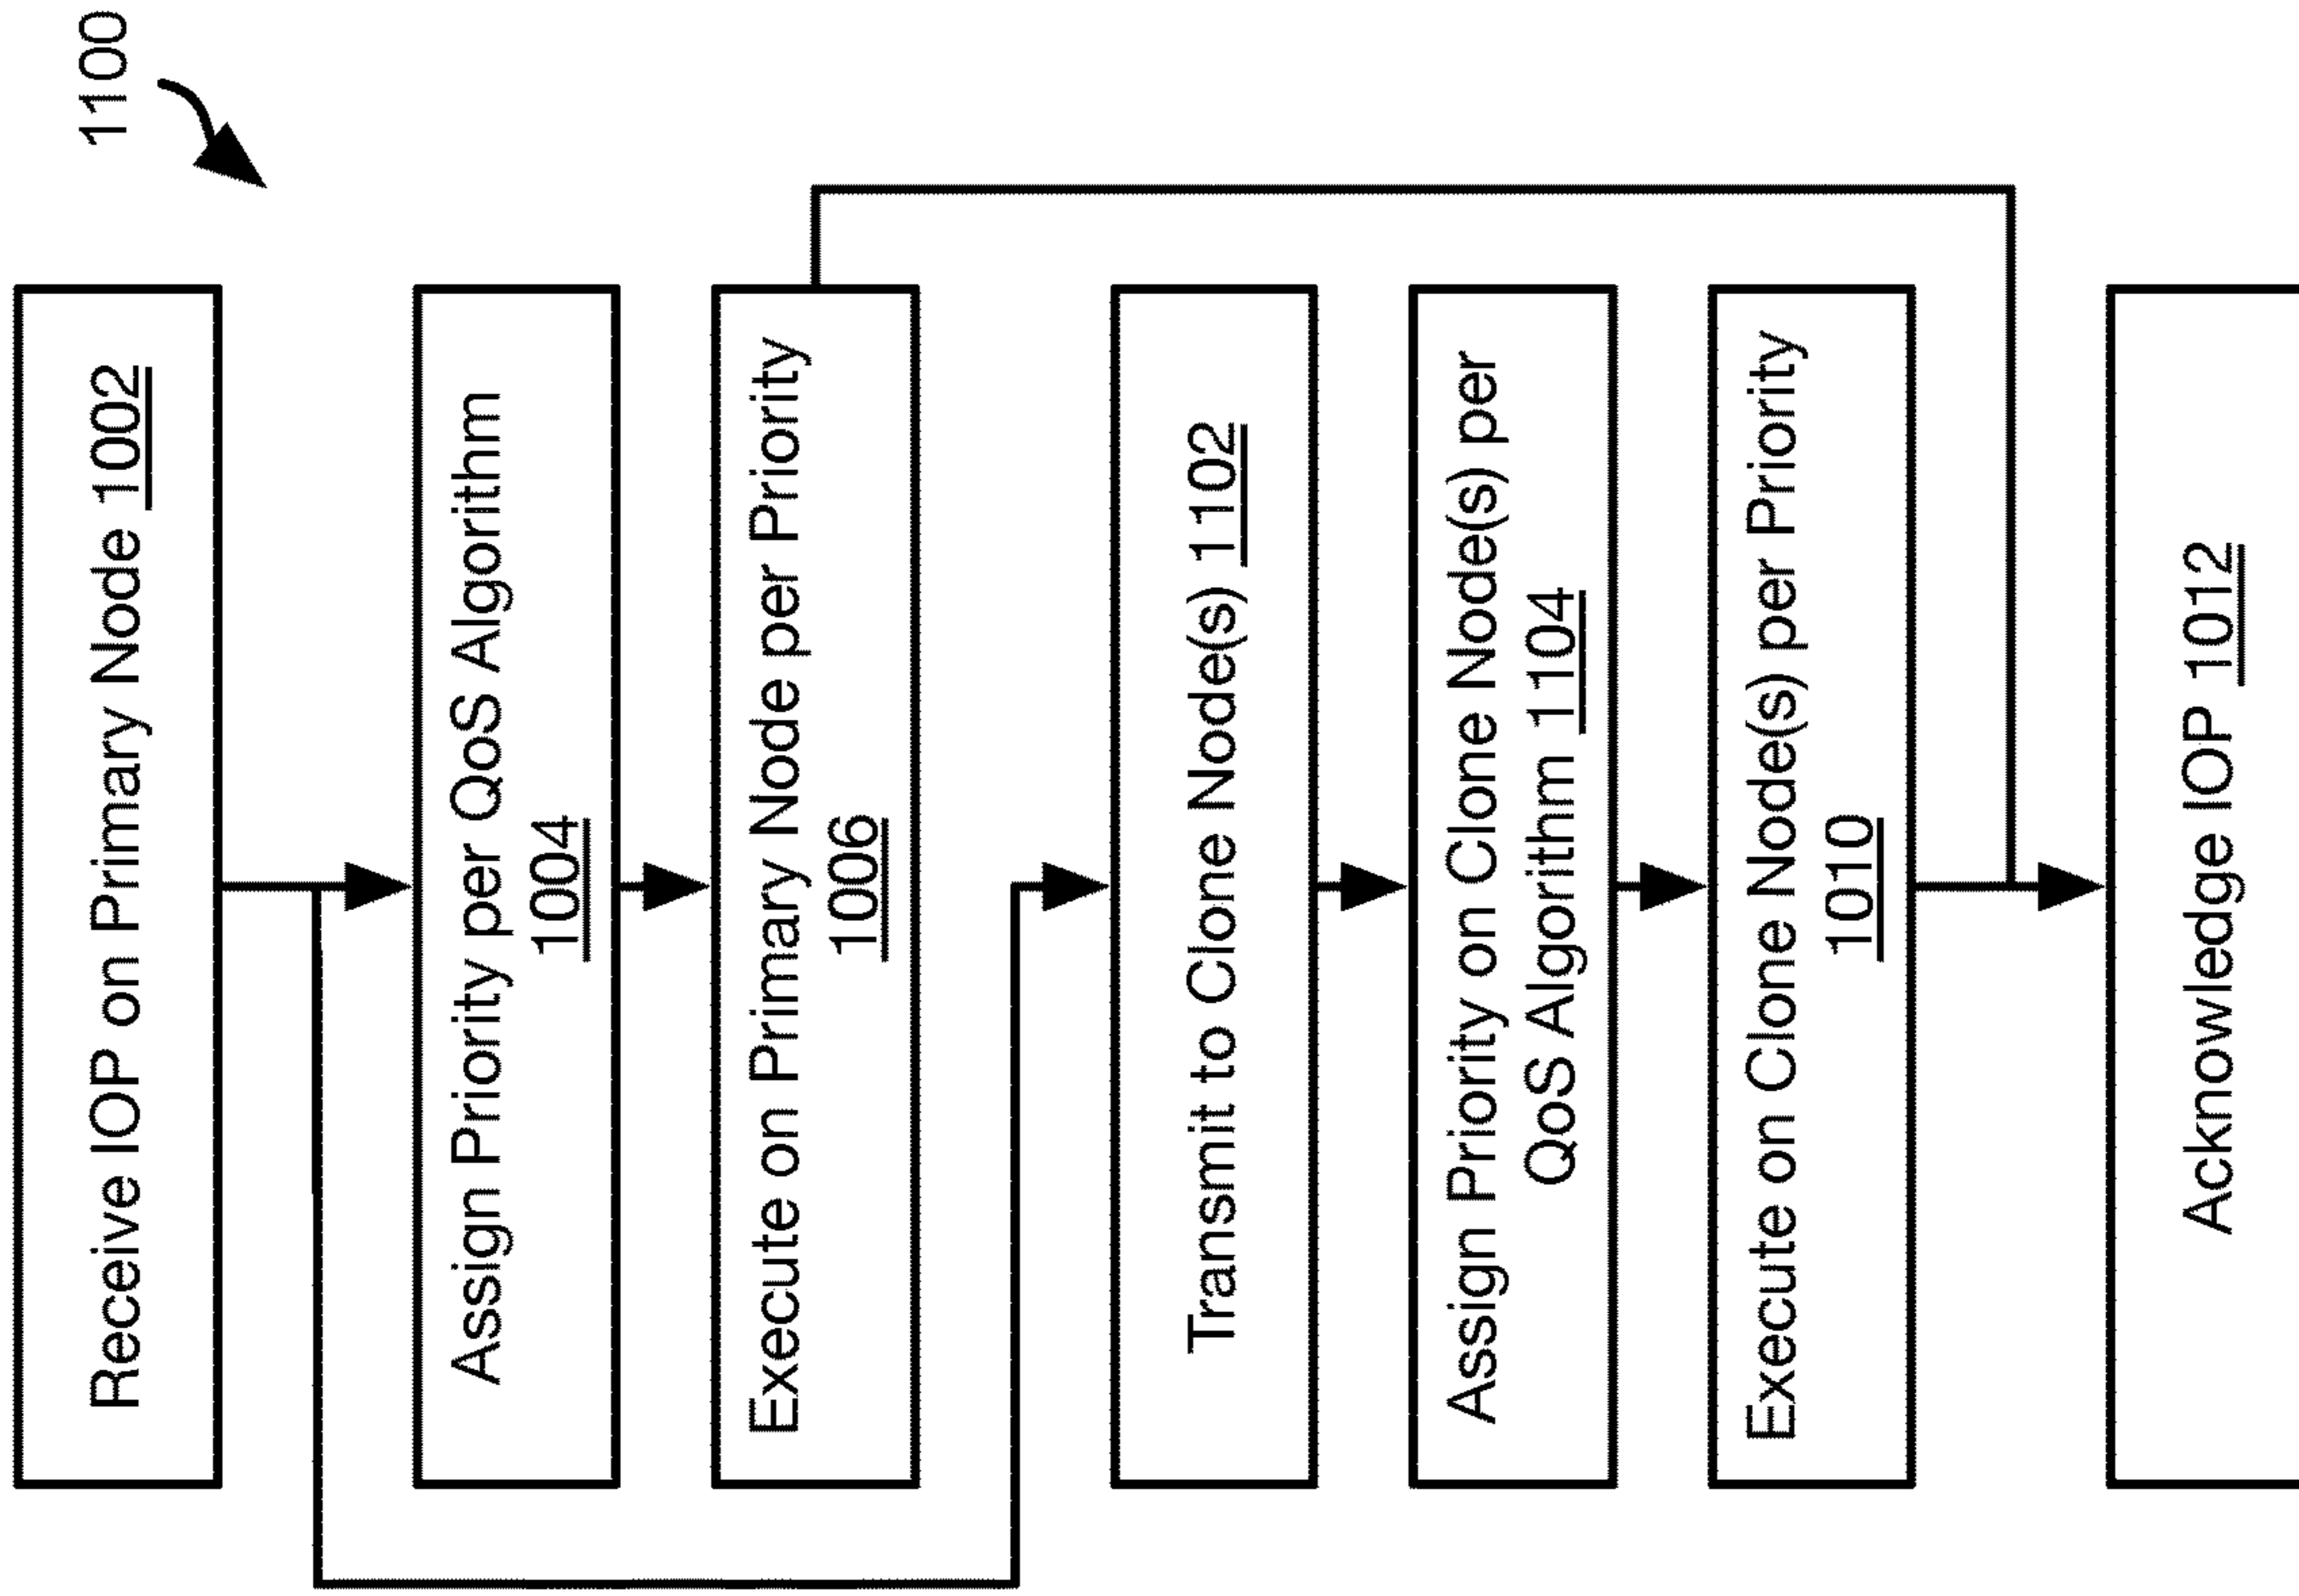 1100
Receive IOP on Primary Node 1002
Assign Priority per QoS Algorithm
1004
Execute on Primary Node per Priority
1006
Transmit to Clone Node(s) 1102
Assign Priority on Clone Node(s) per
QoS Algorithm 1104
Execute on Clone Node(s) per Priority
1010
Acknowledge IOP 1012